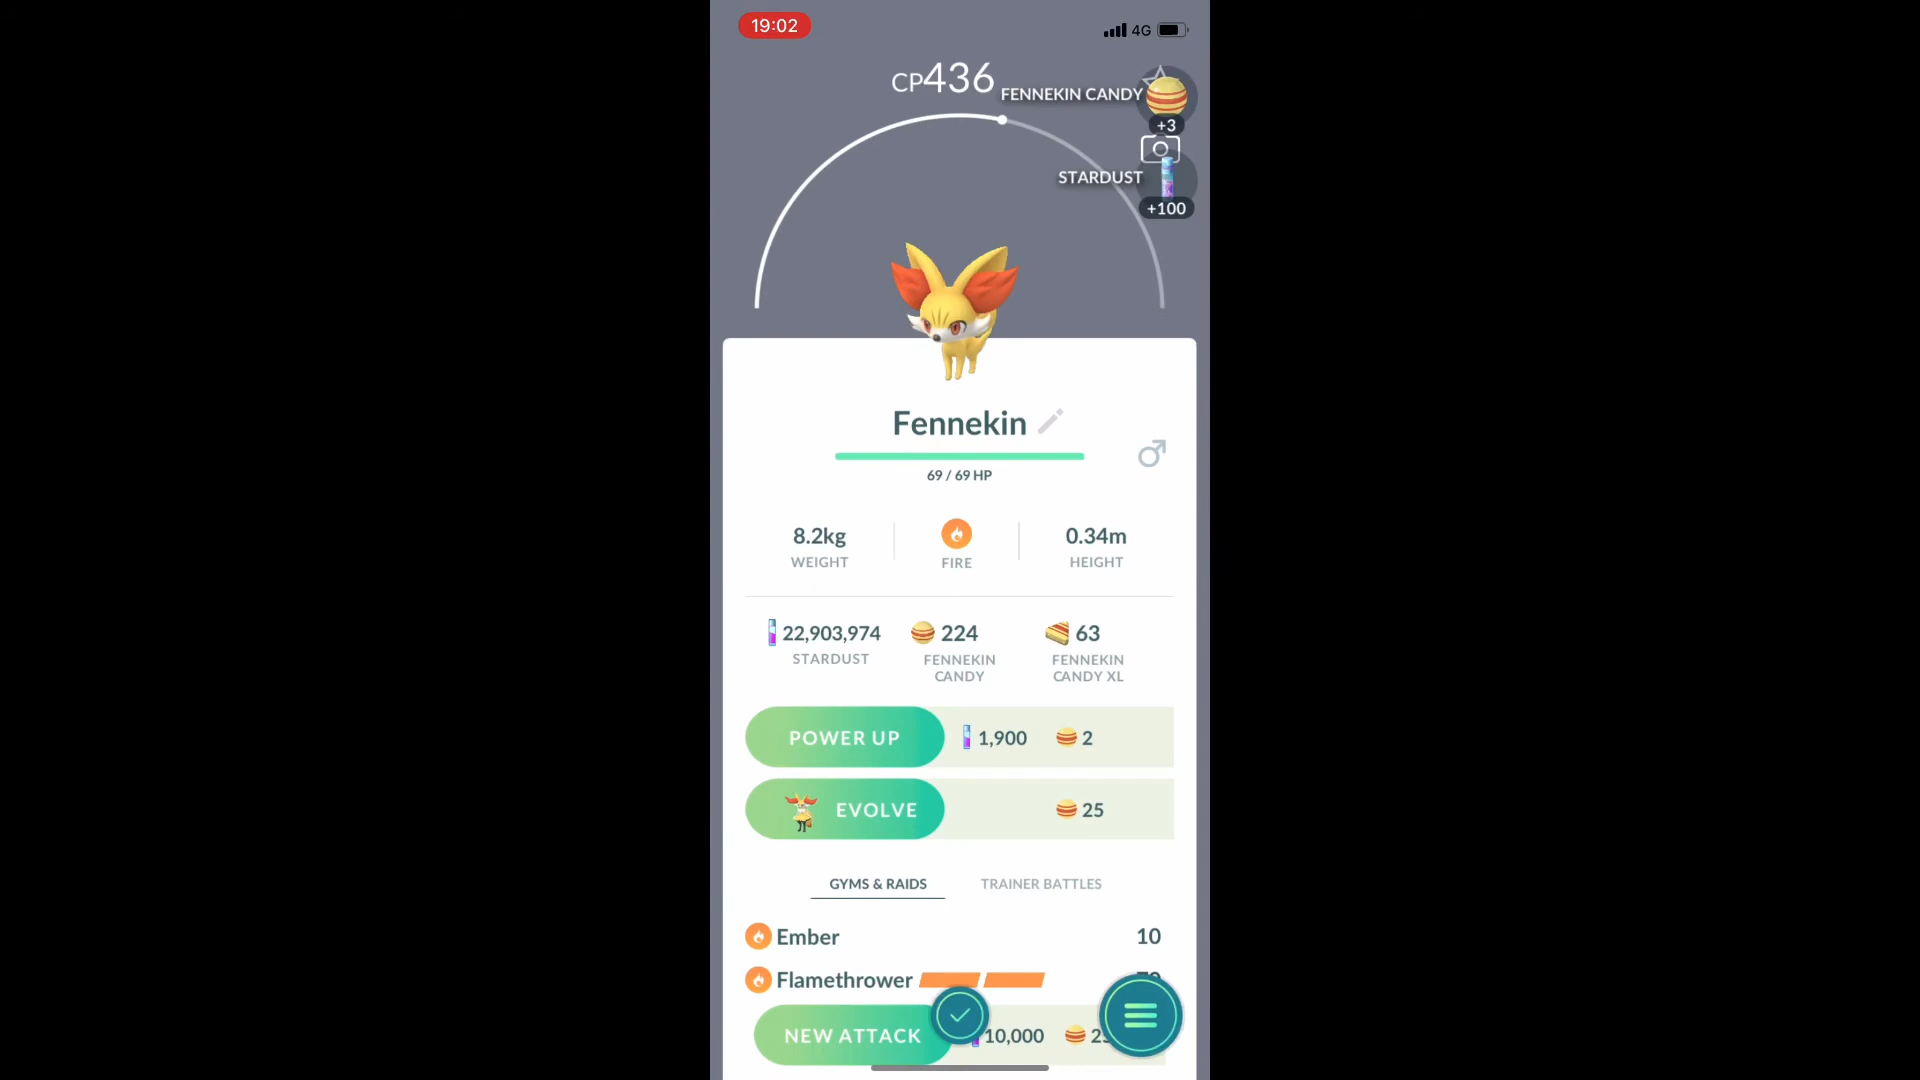 19:02
4G
CP436
FENNEKIN CANDY
+3
STARDUST
+100
Fennekin
69 / 69 HP
8.2kg
WEIGHT
FIRE
0.34m
HEIGHT
22,903,974
STARDUST
224
FENNEKIN
CANDY
63
FENNEKIN
CANDY XL
POWER UP 1,900 2
EVOLVE 25
GYMS & RAIDS TRAINER BATTLES
Ember 10
Flamethrower
NEW ATTACK 10,000